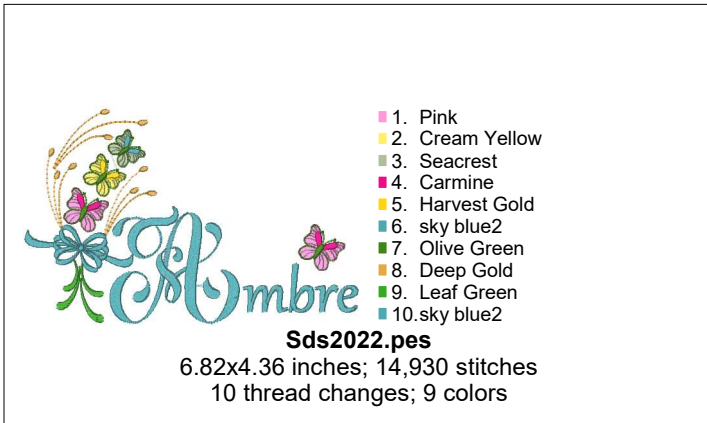 Ambre
1. Pink
2. Cream Yellow
3. Seacrest
4. Carmine
5. Harvest Gold
6. sky blue2
7. Olive Green
8. Deep Gold
9. Leaf Green
10.sky blue2
Sds2022.pes
6.82x4.36 inches; 14,930 stitches
10 thread changes; 9 colors